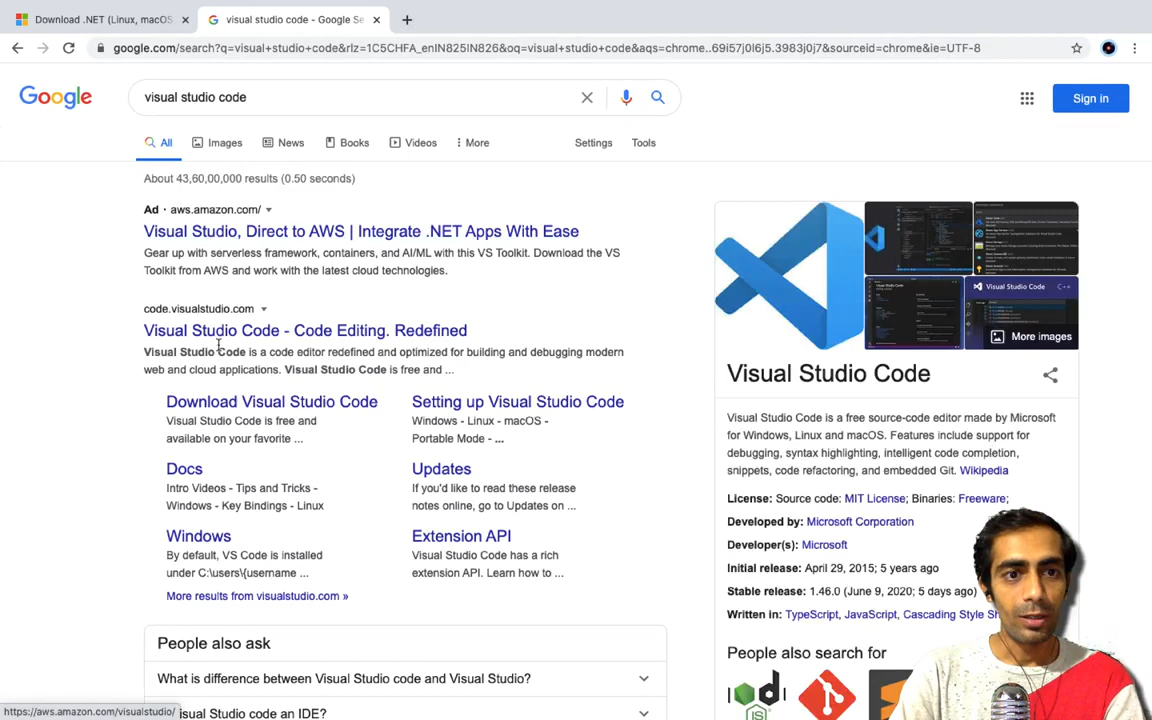 Download .NET (Linux, macOS
visual studio code - Google Se
google.com/search?q=visual+studio+code&rlz=1C5CHFA_enIN825IN826&oq=visual+studio+code&aqs=chrome..69i57j0l6j5.3983j0j7&sourceid=chrome&ie=UTF-8
Google
visual studio code
Sign in
All Images News Books Videos More Settings Tools
About 43,60,00,000 results (0.50 seconds)
Ad · aws.amazon.com/
Visual Studio, Direct to AWS | Integrate .NET Apps With Ease
Gear up with serverless framework, containers, and AI/ML with this VS Toolkit. Download the VS
Toolkit from AWS and work with the latest cloud technologies.
code.visualstudio.com
Visual Studio Code - Code Editing. Redefined
Visual Studio Code is a code editor redefined and optimized for building and debugging modern
web and cloud applications. Visual Studio Code is free and ...
Download Visual Studio Code
Visual Studio Code is free and
available on your favorite ...
Setting up Visual Studio Code
Windows - Linux - macOS -
Portable Mode - ...
Docs
Intro Videos - Tips and Tricks -
Windows - Key Bindings - Linux
Updates
If you'd like to read these release
notes online, go to Updates on ...
Windows
By default, VS Code is installed
under C:\users\{username ...
Extension API
Visual Studio Code has a rich
extension API. Learn how to ...
More results from visualstudio.com »
People also ask
What is difference between Visual Studio code and Visual Studio?
isual Studio code an IDE?
https://aws.amazon.com/visualstudio/
Visual Studio Code
C++
More images
Visual Studio Code
Visual Studio Code is a free source-code editor made by Microsoft
for Windows, Linux and macOS. Features include support for
debugging, syntax highlighting, intelligent code completion,
snippets, code refactoring, and embedded Git. Wikipedia
License: Source code: MIT License; Binaries: Freeware;
Developed by: Microsoft Corporation
Developer(s): Microsoft
Initial release: April 29, 2015; 5 years ago
Stable release: 1.46.0 (June 9, 2020; 5 days ago)
Written in: TypeScript, JavaScript, Cascading Style Sh
People also search for